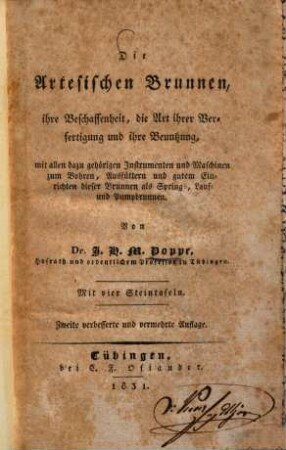 Die
Artesischen Brunnen,
ihre Beschaffenheit, die Art ihrer Ver-
fertigung und ihre Benutzung,
mit allen dazu gehörigen Instrumenten und Maschinen
zum Bohren, Ausfüttern und gutem Ein-
richten dieser Brunnen als Spring-, Lauf-
und Pumpbrunnen.
Von
Dr. J. H. M. Poppe,
Hofrath und ordentlichem Professor zu Tübingen.
Mit vier Steintafeln.
Zweite verbesserte und vermehrte Auflage.
Tübingen,
bei C. F. Osiander.
1831.